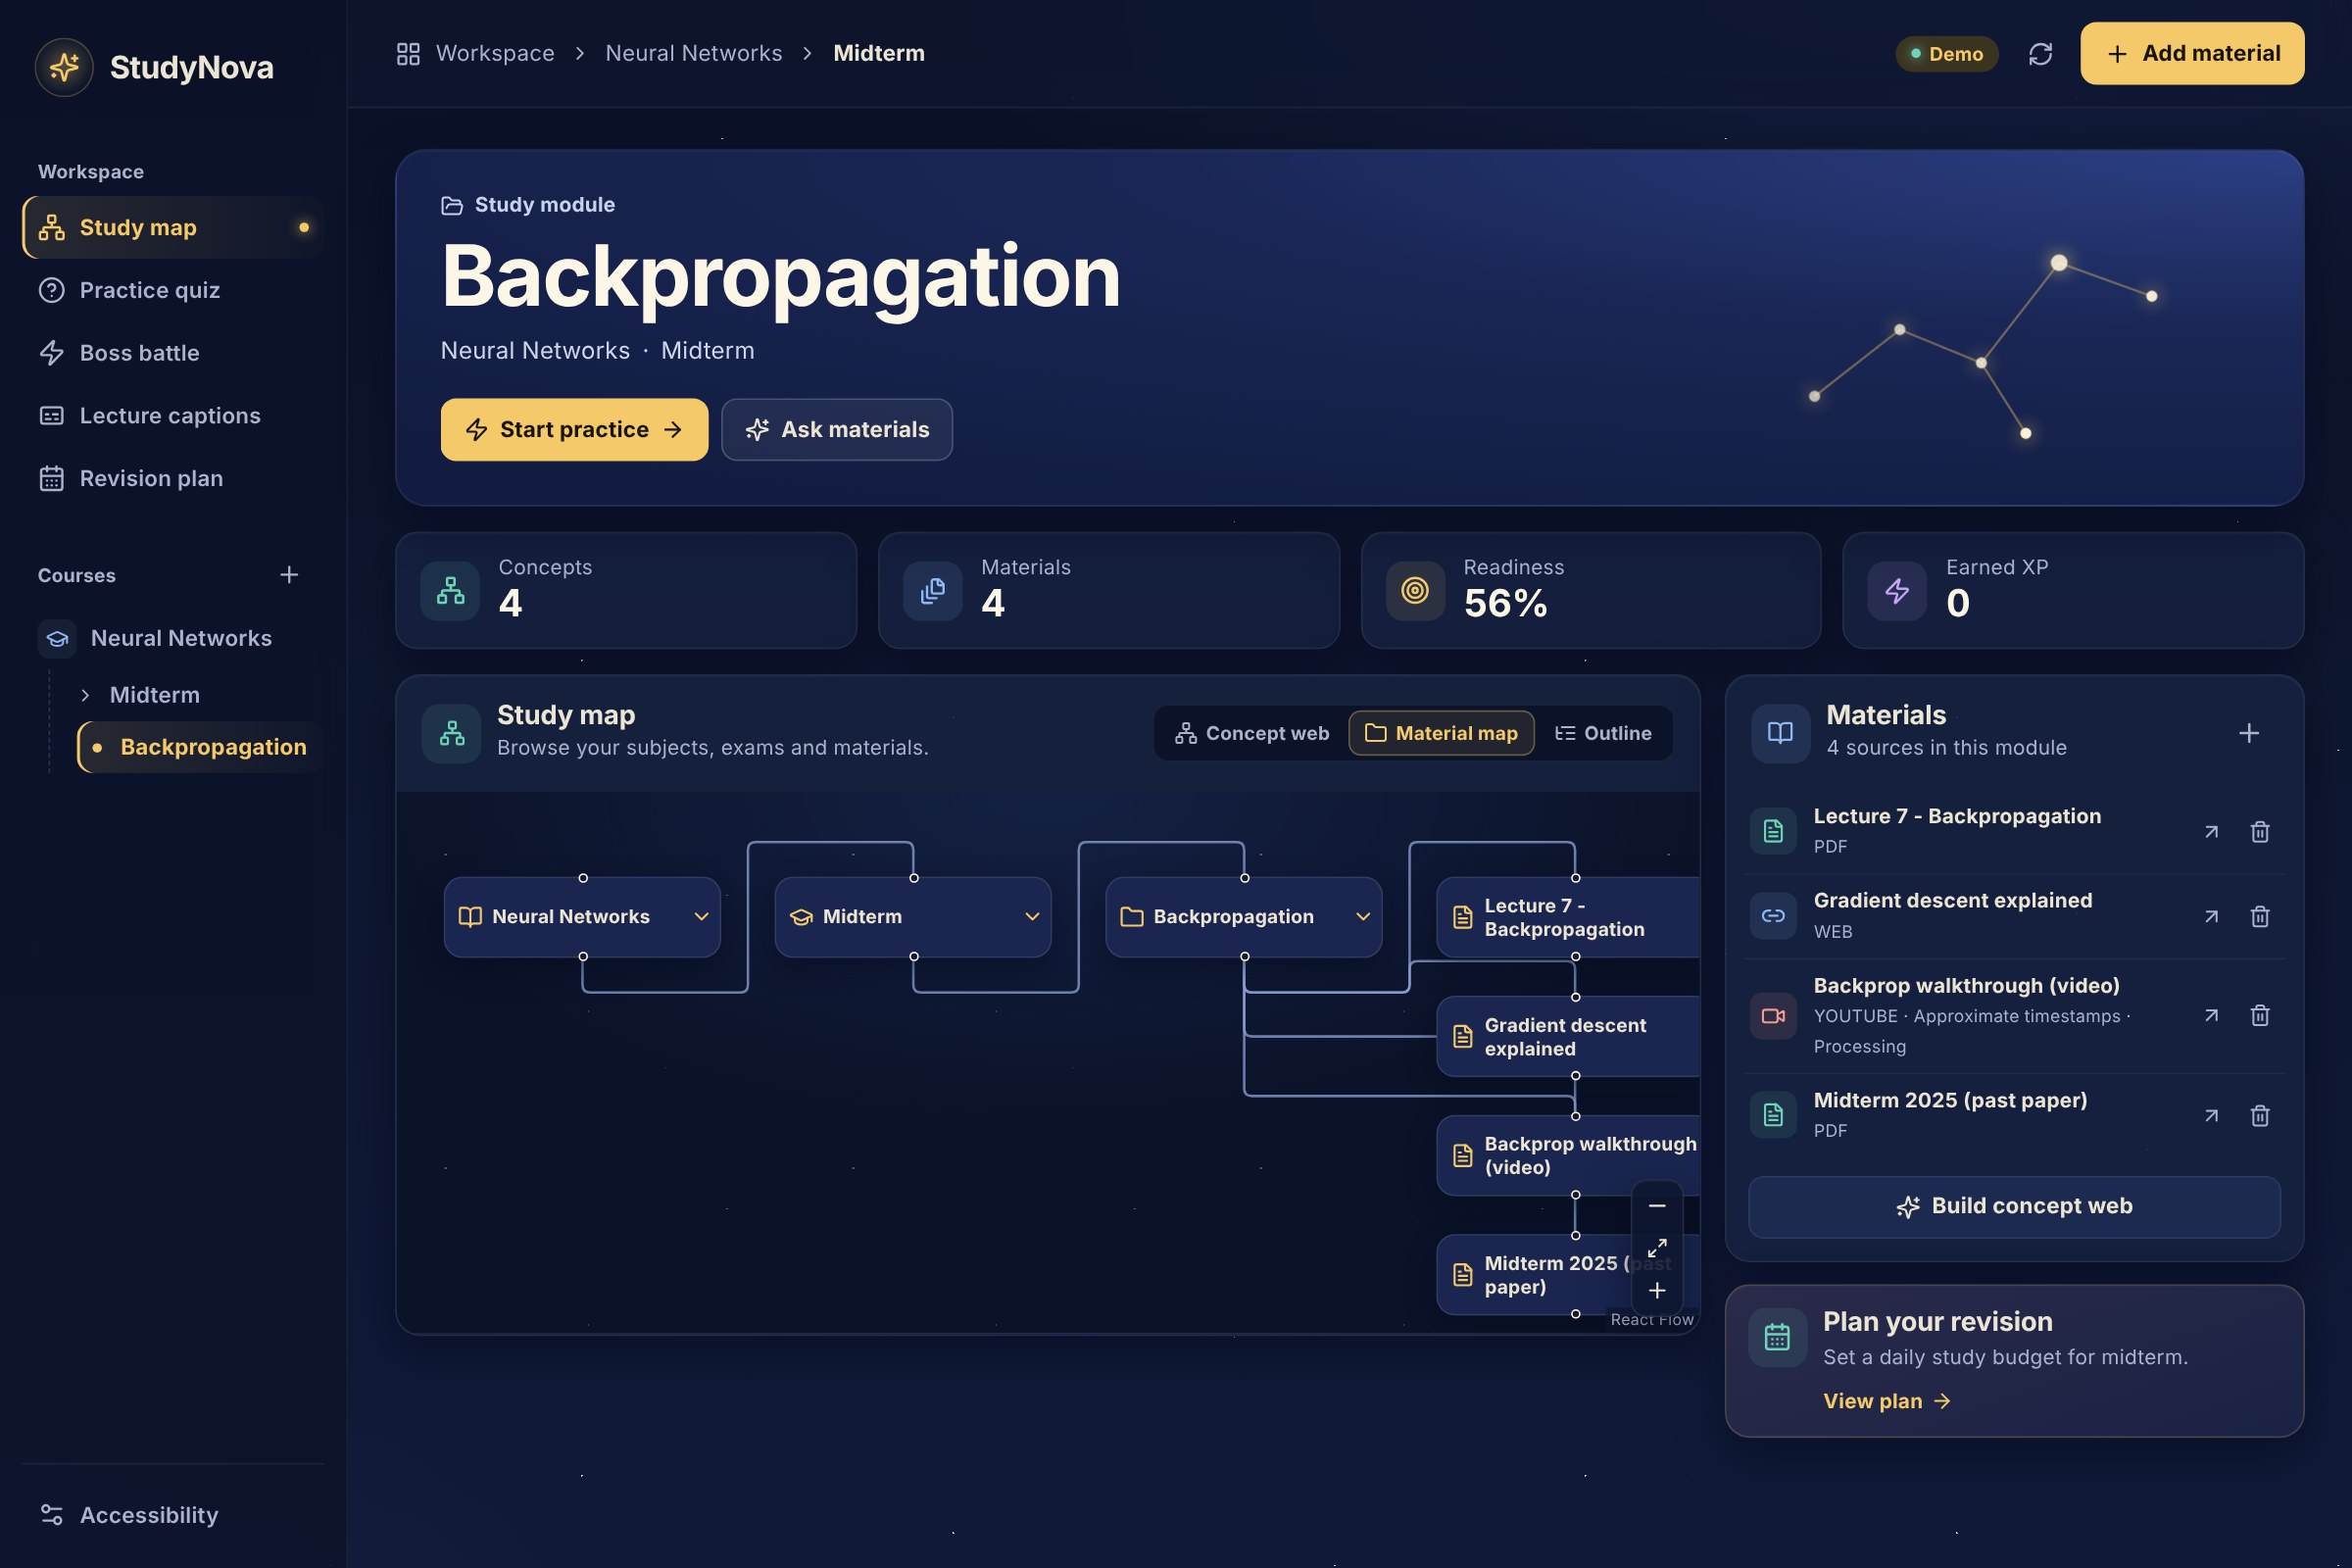 StudyNova
Workspace
Study map
Practice quiz
Boss battle
Lecture captions
Revision plan
Courses
Neural Networks
Midterm
Backpropagation
Accessibility
Workspace > Neural Networks > Midterm
Demo
Add material
Study module
Backpropagation
Neural Networks · Midterm
Start practice
Ask materials
Concepts
4
Materials
4
Readiness
56%
Earned XP
0
Study map
Browse your subjects, exams and materials.
Concept web
Material map
Outline
Neural Networks
Midterm
Backpropagation
Lecture 7 -
Backpropagation
Gradient descent
explained
Backprop walkthrough
(video)
Midterm 2025 (past
paper)
React Flow
Materials
4 sources in this module
Lecture 7 - Backpropagation
PDF
Gradient descent explained
WEB
Backprop walkthrough (video)
YOUTUBE · Approximate timestamps ·
Processing
Midterm 2025 (past paper)
PDF
Build concept web
Plan your revision
Set a daily study budget for midterm.
View plan